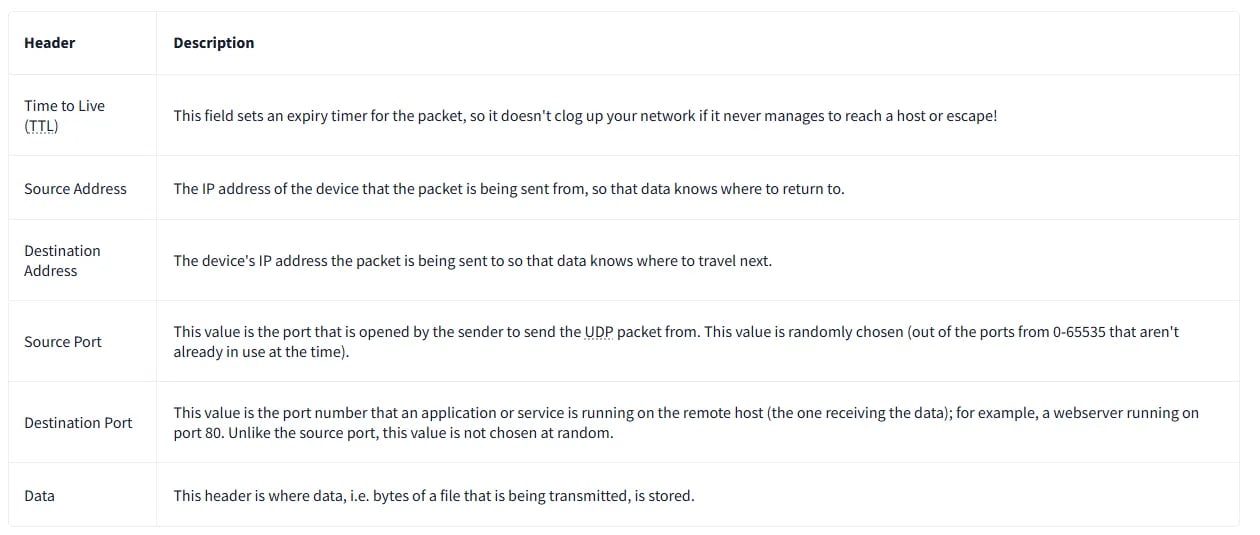 Header
Description
Time to Live
(TTL)
This field sets an expiry timer for the packet, so it doesn't clog up your network if it never manages to reach a host or escape!
Source Address
The IP address of the device that the packet is being sent from, so that data knows where to return to.
Destination
Address
The device's IP address the packet is being sent to so that data knows where to travel next.
Source Port
This value is the port that is opened by the sender to send the UDP packet from. This value is randomly chosen (out of the ports from 0-65535 that aren't
already in use at the time).
Destination Port
This value is the port number that an application or service is running on the remote host (the one receiving the data); for example, a webserver running on
port 80. Unlike the source port, this value is not chosen at random.
Data
This header is where data, i.e. bytes of a file that is being transmitted, is stored.